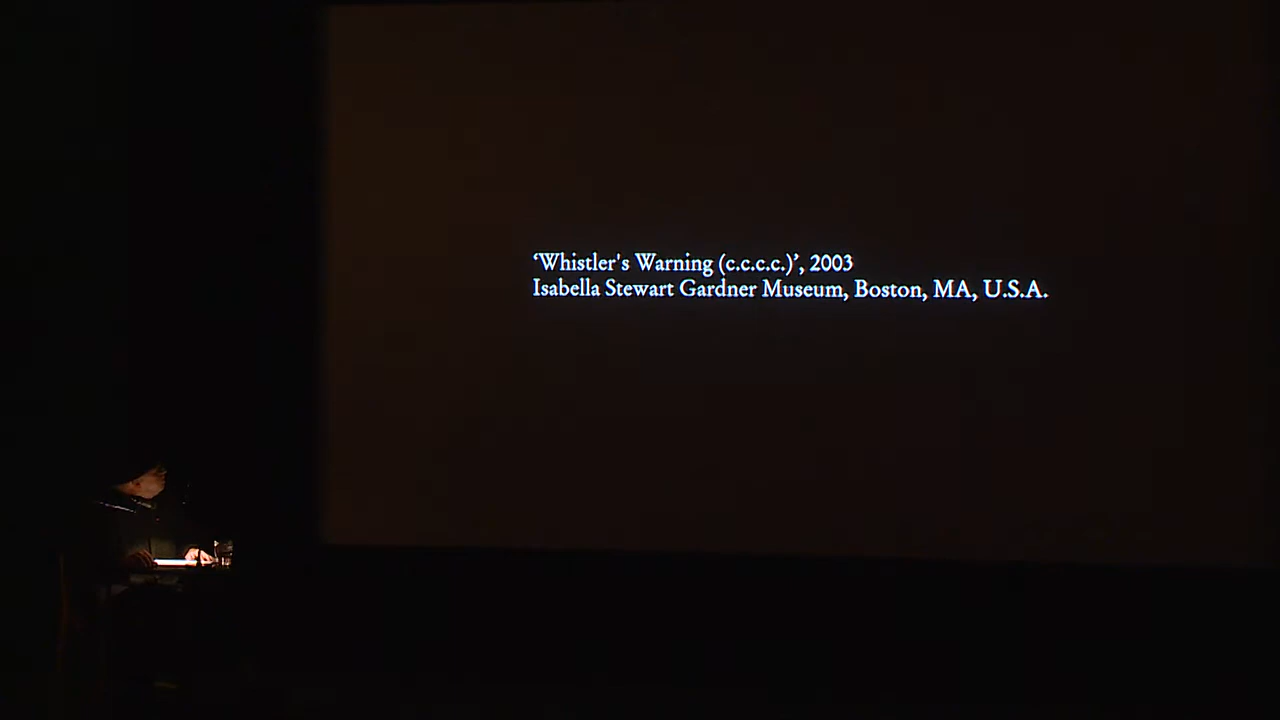 ‘Whistler's Warning (c.c.c.c.)’, 2003
Isabella Stewart Gardner Museum, Boston, MA, U.S.A.